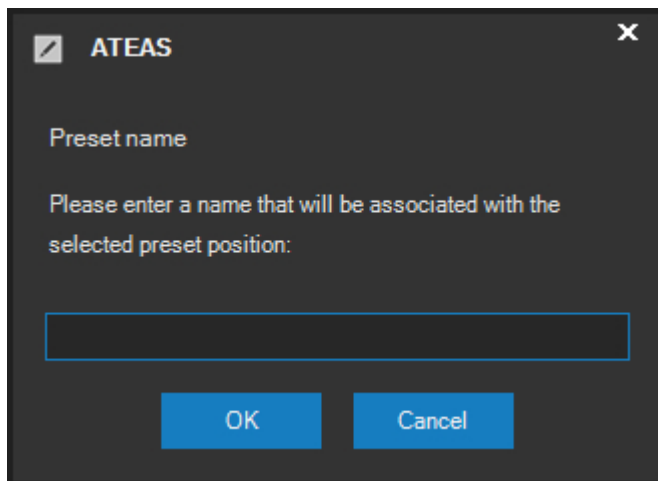 ATEAS
Preset name
Please enter a name that will be associated with the
selected preset position:
OK
Cancel